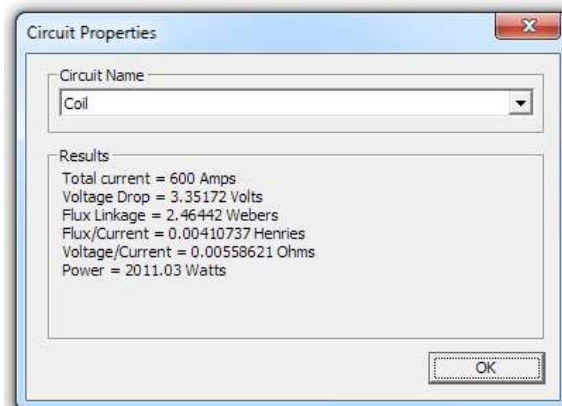 Circuit Properties
Circuit Name
Coil
Results
Total current = 600 Amps
Voltage Drop = 3.35172 Volts
Flux Linkage = 2.46442 Webers
Flux/Current = 0.00410737 Henries
Voltage/Current = 0.00558621 Ohms
Power = 2011.03 Watts
OK